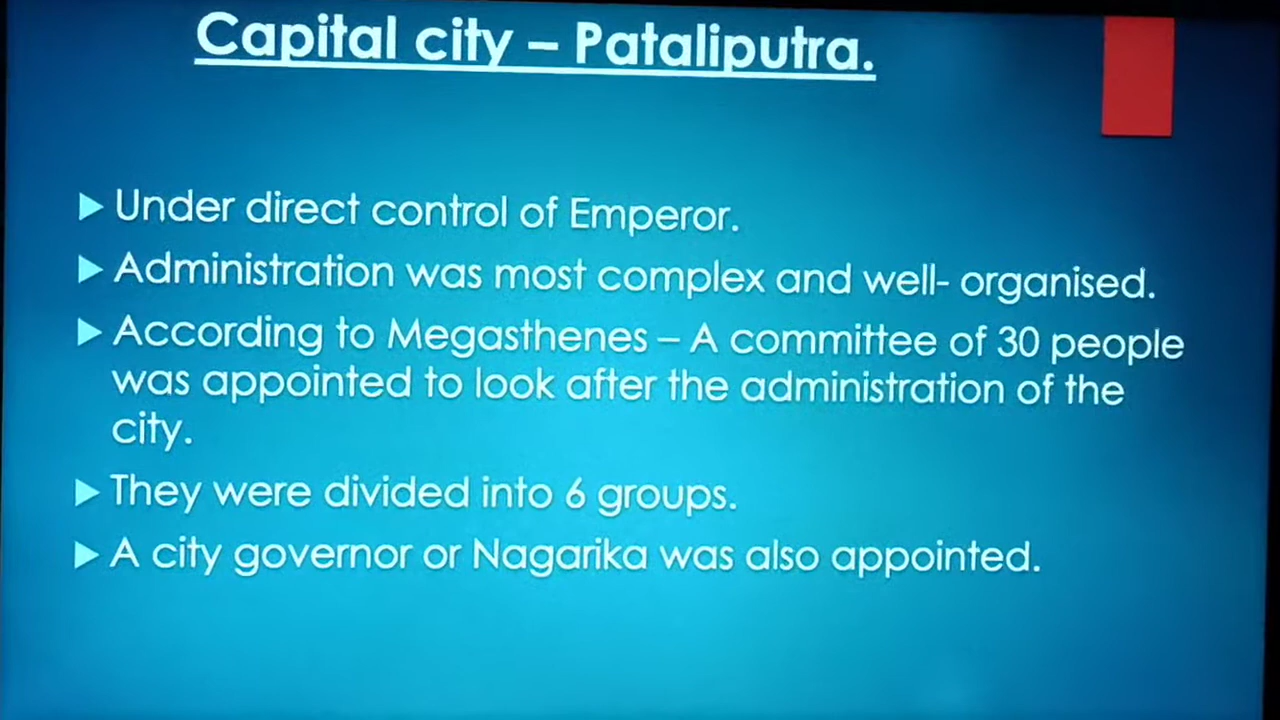 Capital city – Pataliputra.
Under direct control of Emperor.
Administration was most complex and well- organised.
According to Megasthenes – A committee of 30 people
was appointed to look after the administration of the
city.
They were divided into 6 groups.
A city governor or Nagarika was also appointed.